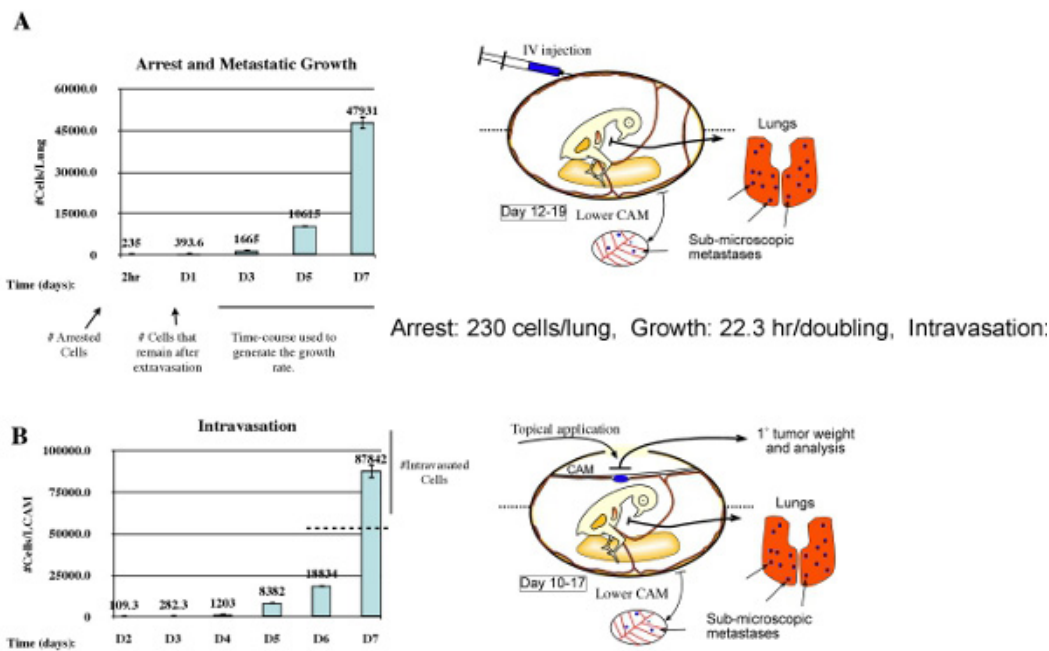 A
Arrest and Metastatic Growth
60000.0
45000.0
30000.0
15000.0
0
#Cells/Lung
235
393.6
1665
10615
47931
Time (days):
2hr
D1
D3
D5
D7
# Arrested
Cells
# Cells that
remain after
extravasation
Time-course used to
generate the growth
rate.
IV injection
Day 12-19
Lower CAM
Lungs
Sub-microscopic
metastases
Arrest: 230 cells/lung, Growth: 22.3 hr/doubling, Intravasation:
B
Intravasation
100000.0
75000.0
50000.0
25000.0
0
#Cells/LCAM
109.3
282.3
1203
8382
18834
87842
#Intravasated
Cells
Time (days):
D2
D3
D4
D5
D6
D7
Topical application
CAM
1° tumor weight
and analysis
Day 10-17
Lower CAM
Lungs
Sub-microscopic
metastases